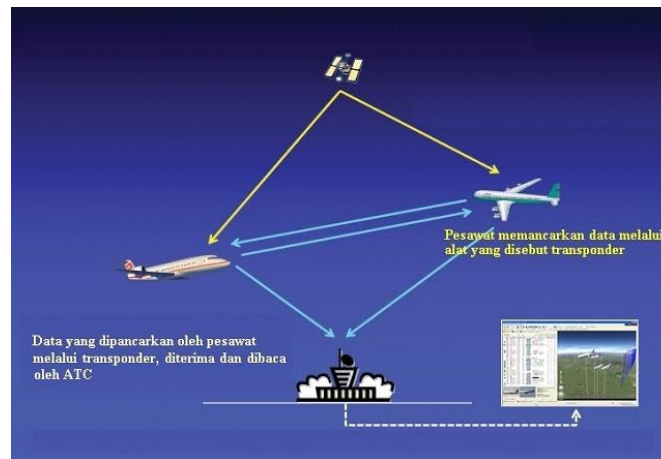 Pesawat memancarkan data melalui
alat yang disebut transponder
Data yang dipancarkan oleh pesawat
melalui transponder, diterima dan dibaca
oleh ATC